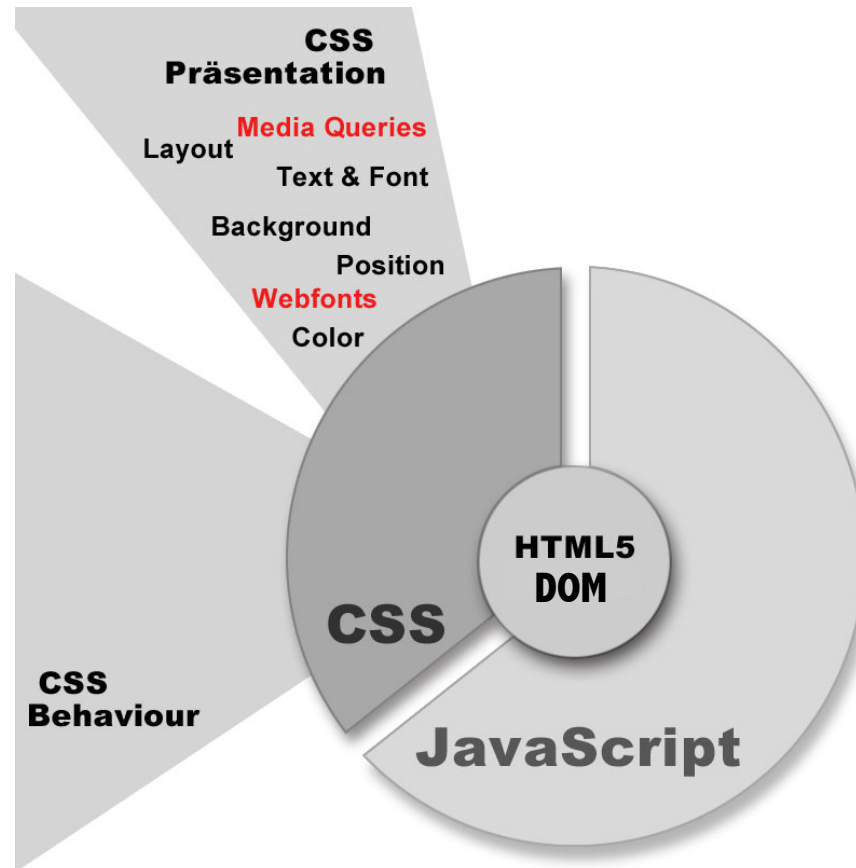 CSS
Präsentation
Media Queries
Layout
Text & Font
Background
Position
Webfonts
Color
HTML5
DOM
CSS
CSS
Behaviour
JavaScript